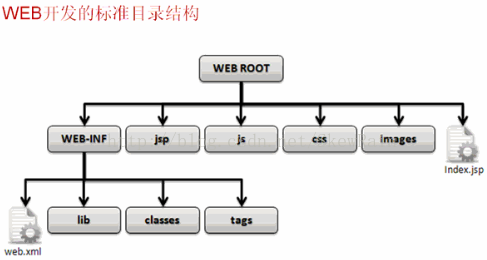 WEB开发的标准目录结构
WEB ROOT
WEB-INF
jsp
js
css
images
Index.jsp
lib
classes
tags
web.xml